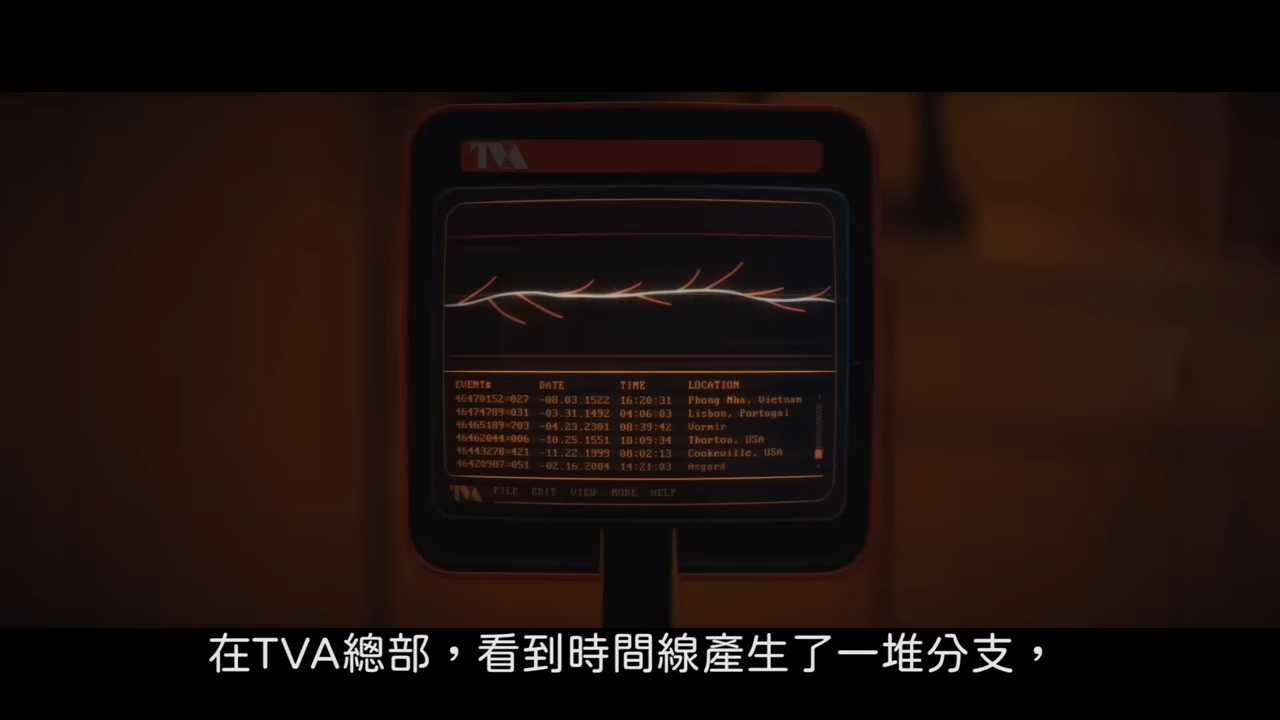 TVA
EVENT# DATE TIME LOCATION
46470152=027 -08.03.1522 16:20:31 Phong Nha, Vietnam
46474789=031 -03.31.1492 04:06:03 Lisbon, Portugal
46465189=703 -04.23.2301 08:39:42 Vormir
46462044=006 -10.25.1551 18:09:34 Thorton, USA
46443278=421 -11.22.1999 08:02:13 Cookeville, USA
46420987=051 -02.16.2004 14:21:03 Asgard
TVA FILE EDIT VIEW MODE HELP
在TVA總部，看到時間線產生了一堆分支，